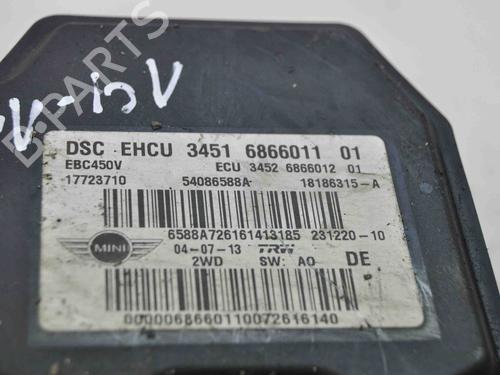 DSC EHCU 3451 6866011 01
EBC450V ECU 3452 6866012 01
17723710 54086588A 18186315-A
6588A726161413185 231220-10
MINI 04-07-13 TRW DE
2WD SW: A0
0000068660110072616140
B-PARTS